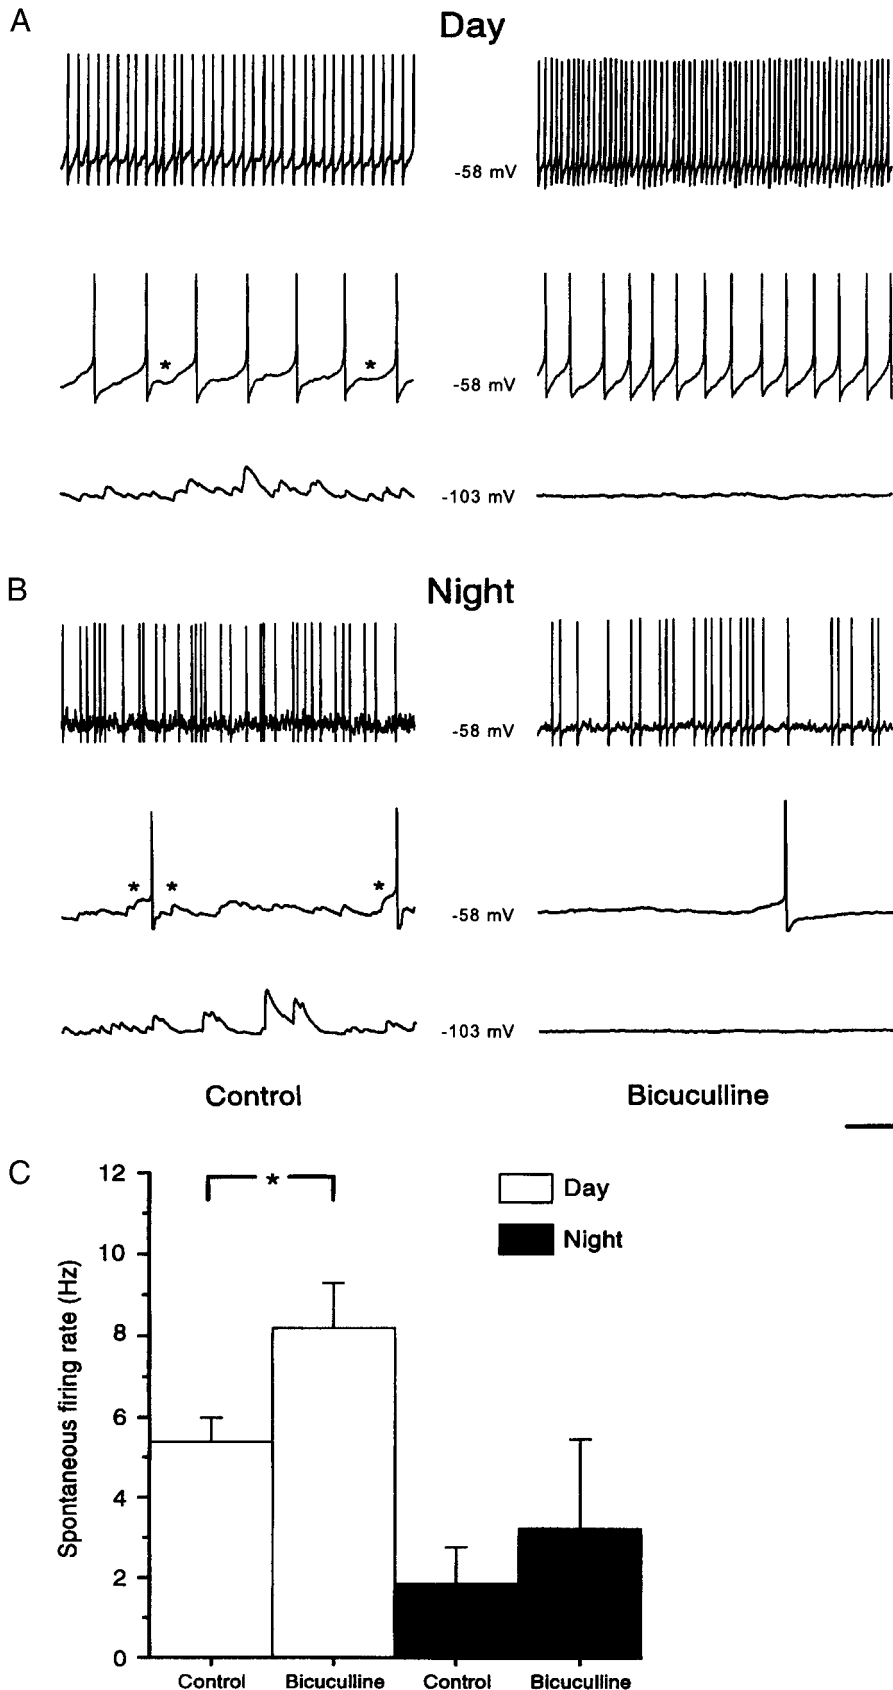 A
Day
-58 mV
*
*
-58 mV
-103 mV
B
Night
-58 mV
*
*
*
-58 mV
-103 mV
Control
Bicuculline
C
*
Day
Night
12
10
8
6
4
2
0
Spontaneous firing rate (Hz)
Control
Bicuculline
Control
Bicuculline